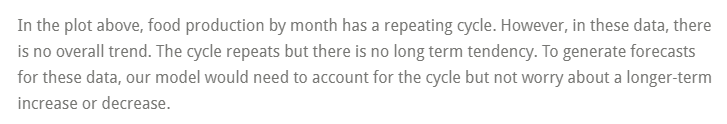 In the plot above, food production by month has a repeating cycle. However, in these data, there
is no overall trend. The cycle repeats but there is no long term tendency. To generate forecasts
for these data, our model would need to account for the cycle but not worry about a longer-term
increase or decrease.